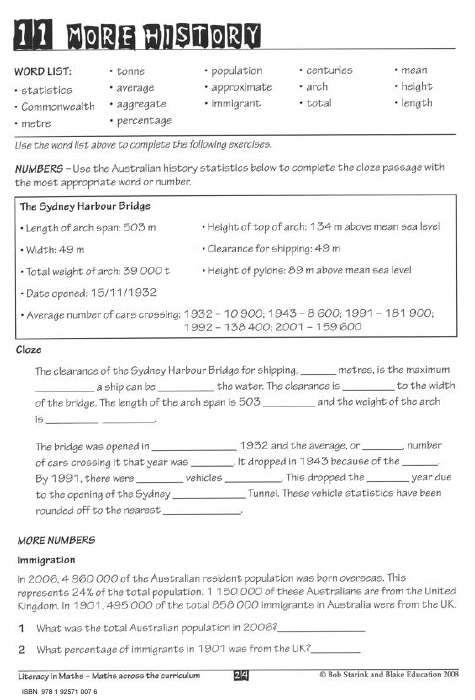 11 MORE HISTORY
WORD LIST:
• statistics
• Commonwealth
• metre
• tonne
• average
• aggregate
• percentage
• population
• approximate
• immigrant
• centuries
• arch
• total
• mean
• height
• length
Use the word list above to complete the following exercises.
NUMBERS – Use the Australian history statistics below to complete the cloze passage with
the most appropriate word or number.
The Sydney Harbour Bridge
• Length of arch span: 503 m
• Height of top of arch: 134 m above mean sea level
• Width: 49 m
• Clearance for shipping: 49 m
• Total weight of arch: 39 000 t
• Height of pylons: 89 m above mean sea level
• Date opened: 15/11/1932
• Average number of cars crossing: 1932 – 10 900; 1943 – 8 600; 1991 – 181 900;
1992 – 138 400; 2001 – 159 600
Cloze
The clearance of the Sydney Harbour Bridge for shipping, ______ metres, is the maximum
__________ a ship can be _________ the water. The clearance is _________ to the width
of the bridge. The length of the arch span is 503 _________ and the weight of the arch
is _________ _________.
The bridge was opened in ______________ 1932 and the average, or _______, number
of cars crossing it that year was _______. It dropped in 1943 because of the ______.
By 1991, there were ________ vehicles _________. This dropped the _______ year due
to the opening of the Sydney ____________ Tunnel. These vehicle statistics have been
rounded off to the nearest _____________.
MORE NUMBERS
Immigration
In 2006, 4 960 000 of the Australian resident population was born overseas. This
represents 24% of the total population. 1 150 000 of these Australians are from the United
Kingdom. In 1901, 495 000 of the total 858 000 immigrants in Australia were from the UK.
1 What was the total Australian population in 2006?______________
2 What percentage of immigrants in 1901 was from the UK?________
Literacy in Maths – Maths across the curriculum
24
© Bob Starink and Blake Education 2008
ISBN 978 1 92571 007 6